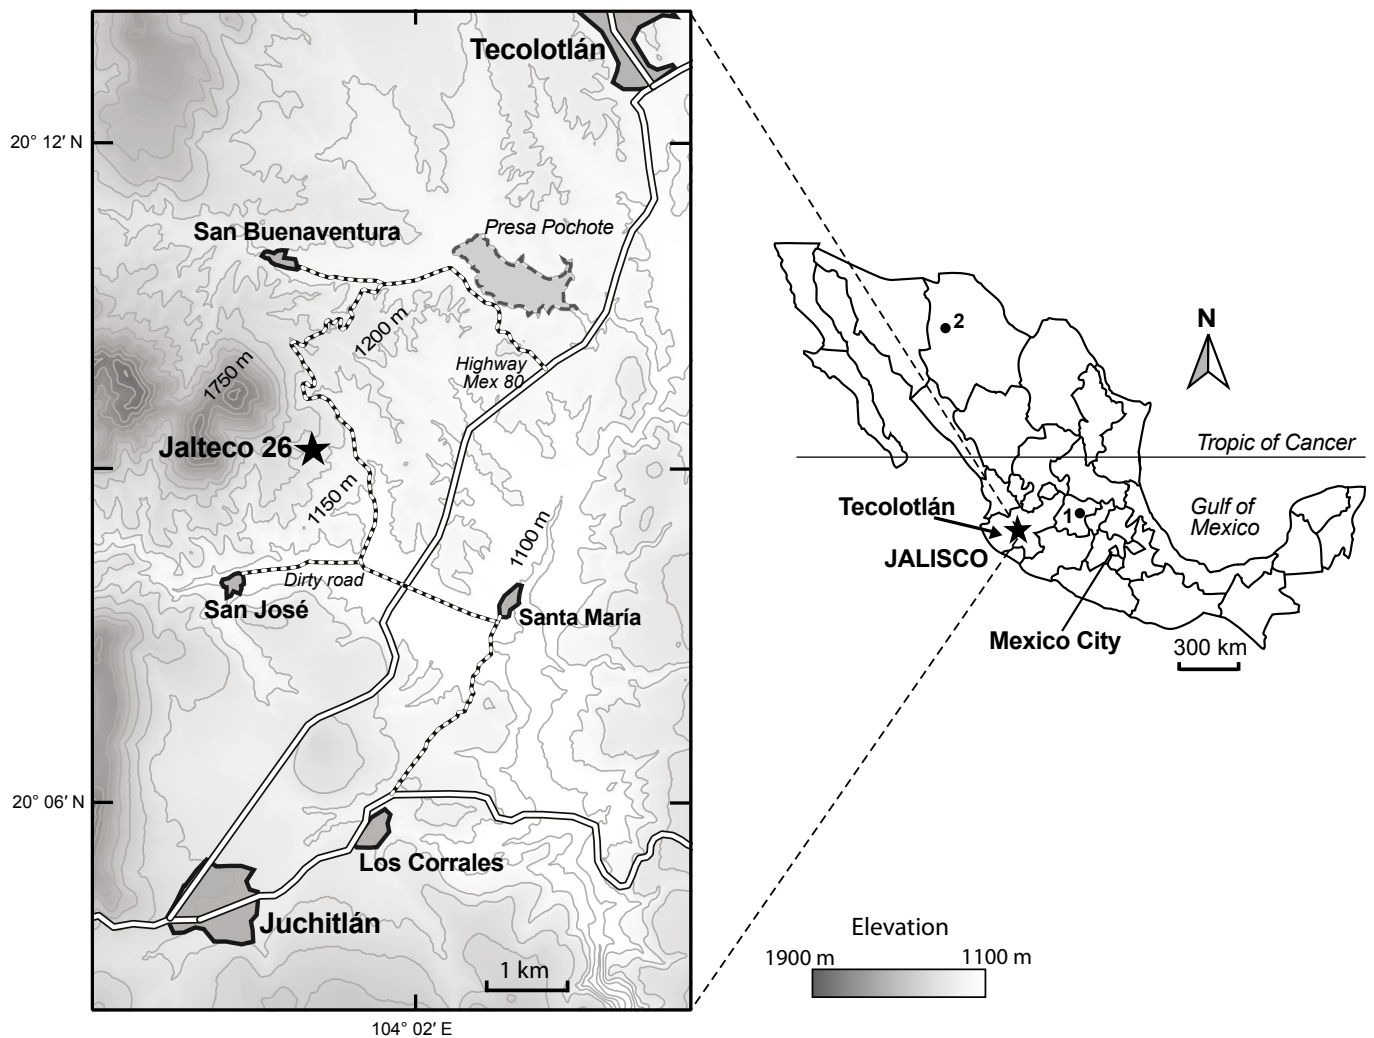 Tecolotlán
20° 12′ N
San Buenaventura
Presa Pochote
1200 m
1750 m
Highway
Mex 80
Jalteco 26
1150 m
1100 m
Dirty road
San José
Santa María
20° 06′ N
Los Corrales
Juchitlán
1 km
104° 02′ E
2
N
Tropic of Cancer
Tecolotlán
1
Gulf of
Mexico
JALISCO
Mexico City
300 km
Elevation
1900 m
1100 m